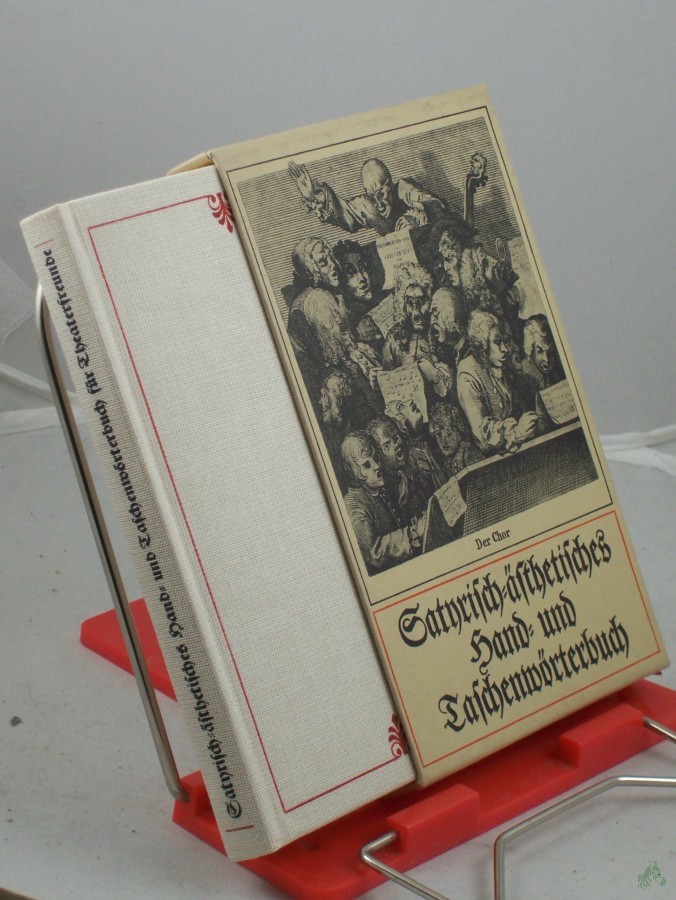 Satyrisch-ästhetisches Hand- und Taschenwörterbuch für Theaterfreunde
Der Chor
Satyrisch-ästhetisches
Hand- und
Taschenwörterbuch